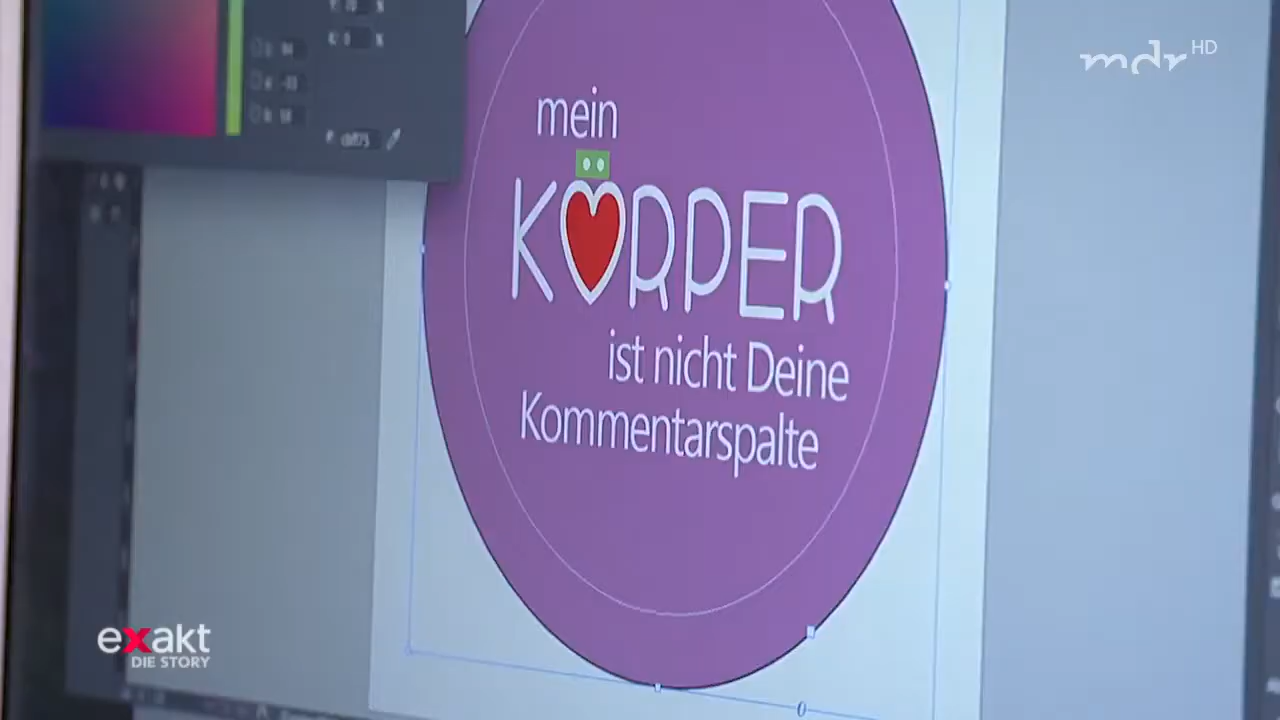 mdr HD
mein
KÖRPER
ist nicht Deine
Kommentarspalte
exakt
DIE STORY